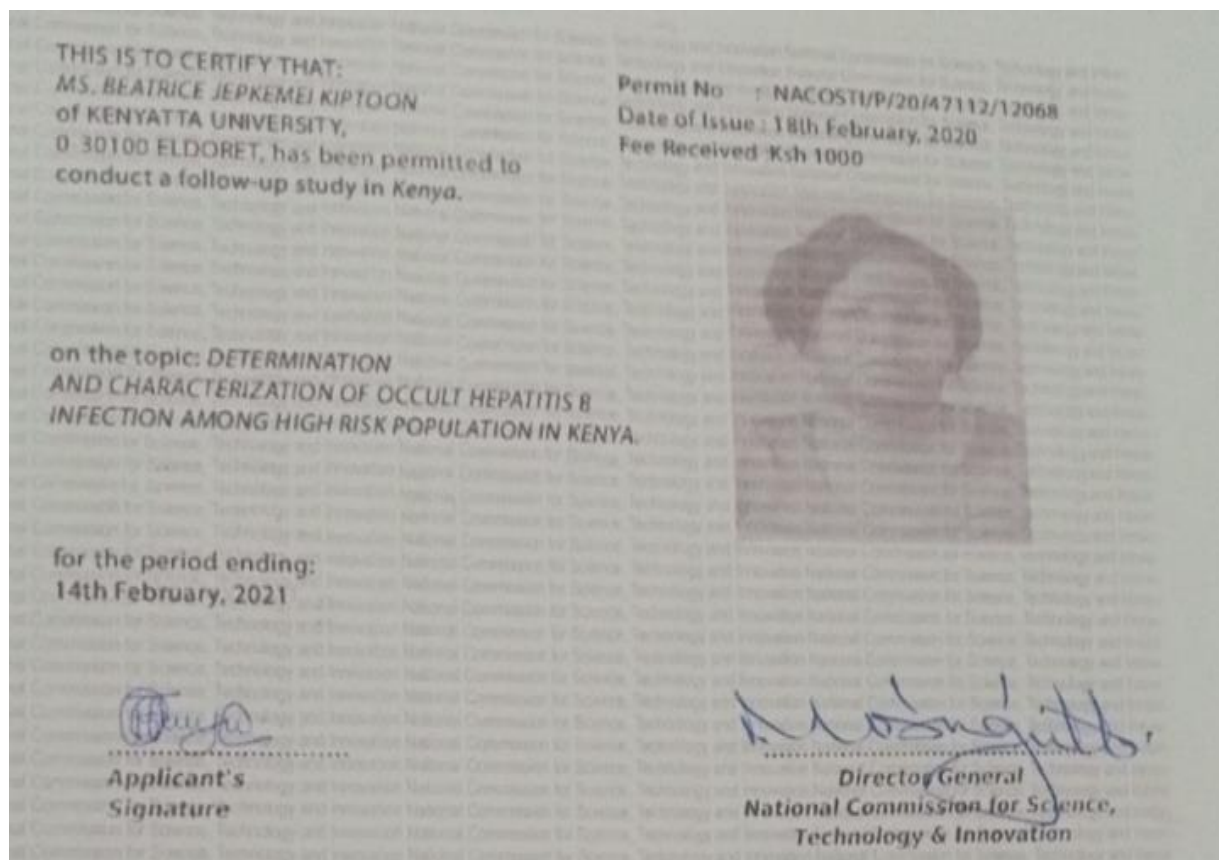 THIS IS TO CERTIFY THAT:
MS. BEATRICE JEPKEMEI KIPTOON
of KENYATTA UNIVERSITY,
0 30100 ELDORET, has been permitted to
conduct a follow-up study in Kenya.
Permit No : NACOSTI/P/20/47112/12068
Date of Issue : 18th February, 2020
Fee Received :Ksh 1000
on the topic: DETERMINATION
AND CHARACTERIZATION OF OCCULT HEPATITIS B
INFECTION AMONG HIGH RISK POPULATION IN KENYA.
for the period ending:
14th February, 2021
Applicant's
Signature
Director General
National Commission for Science,
Technology & Innovation